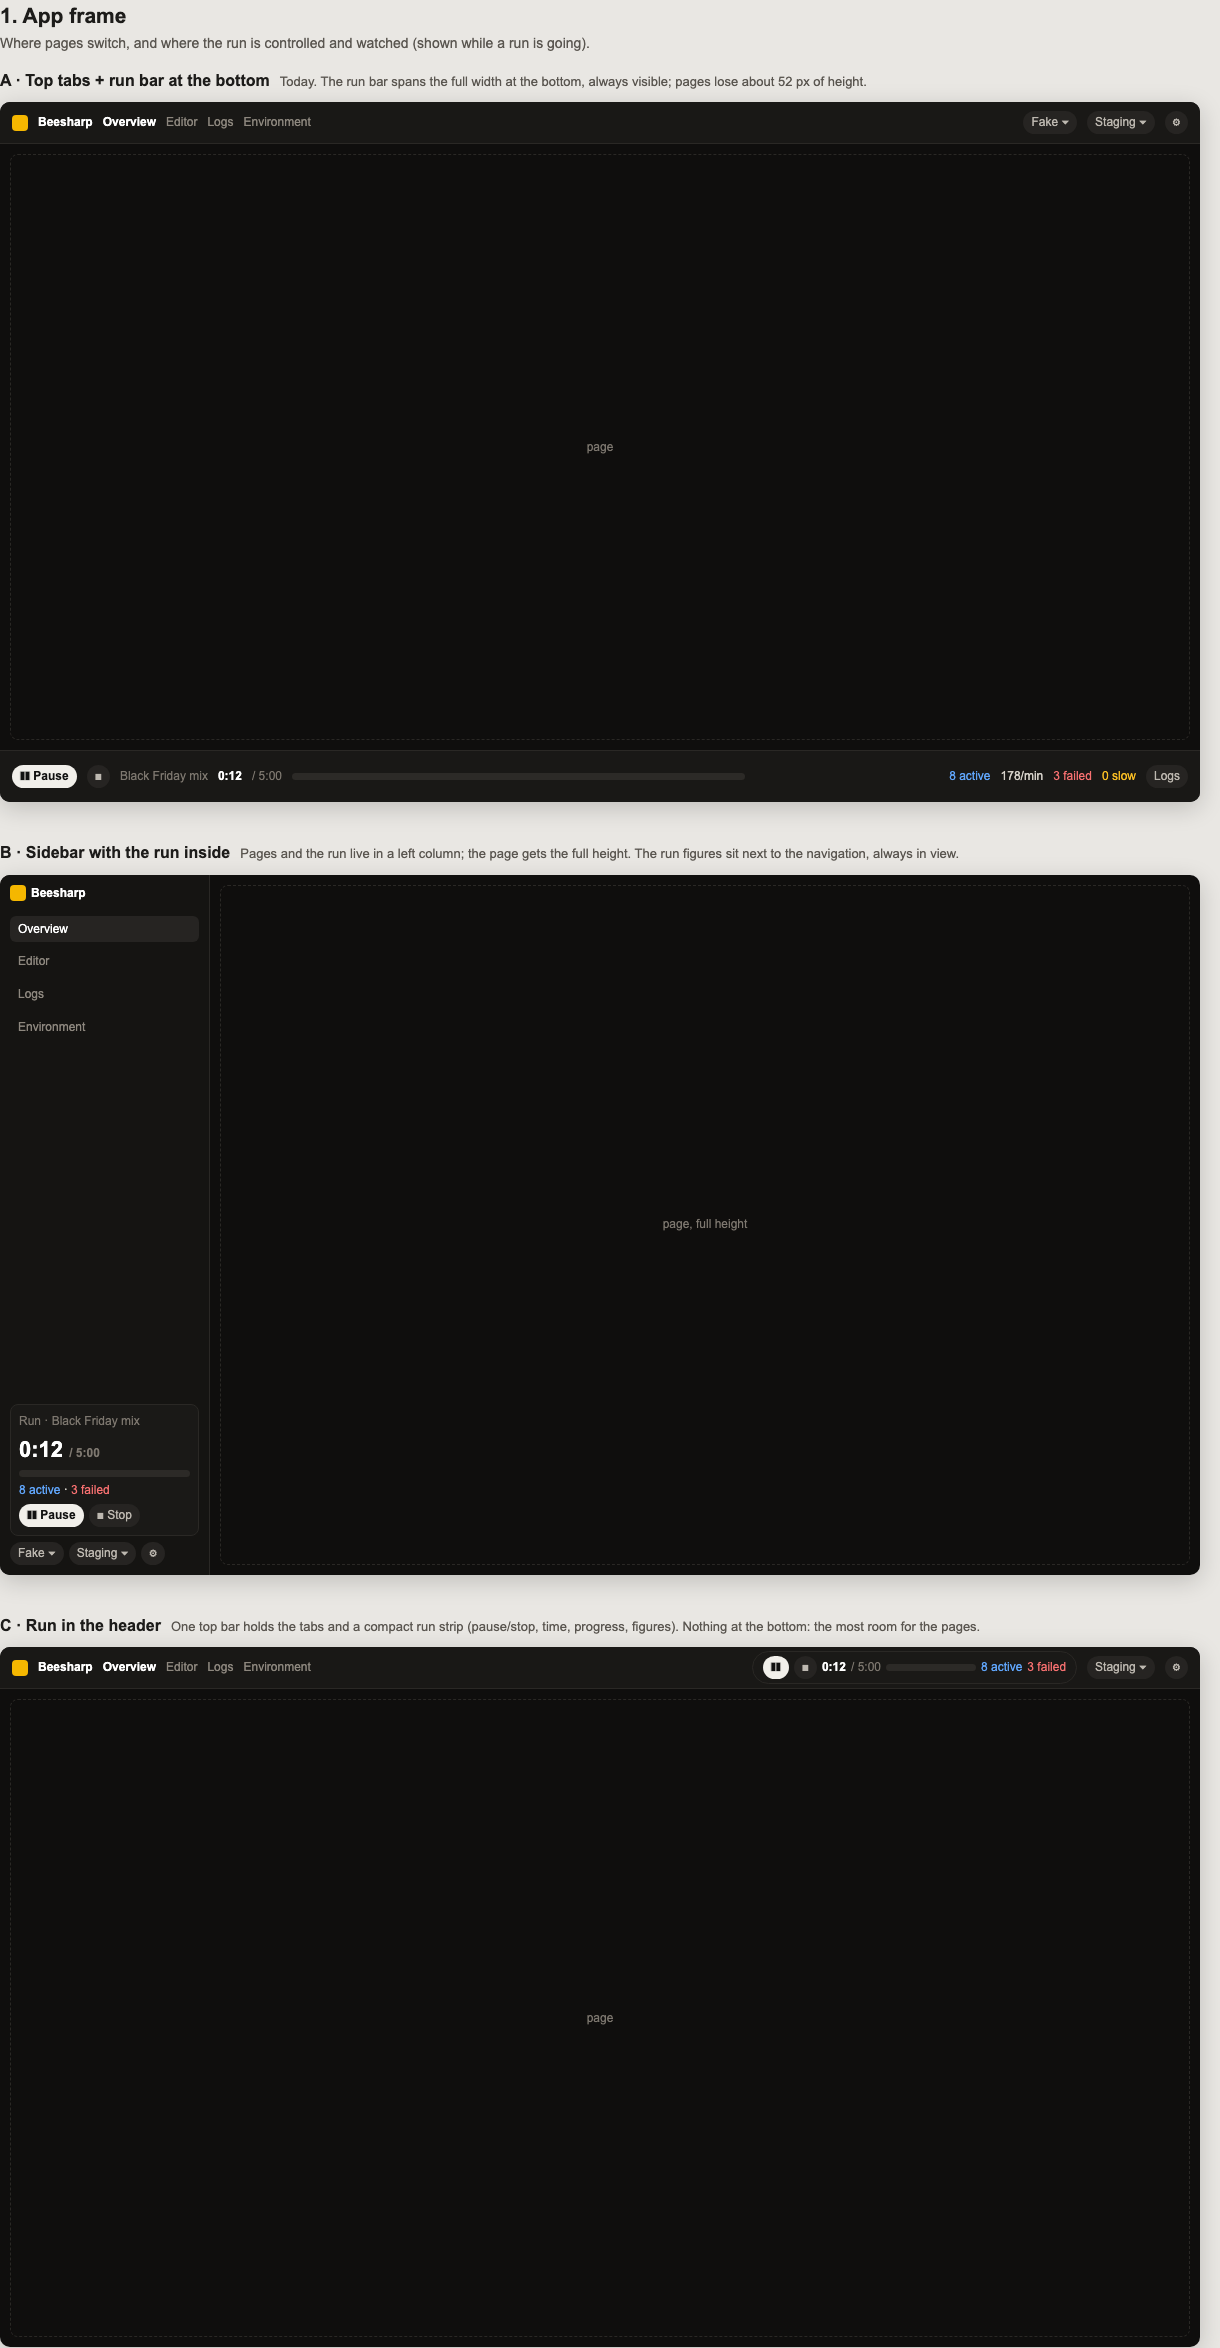 1. App frame
Where pages switch, and where the run is controlled and watched (shown while a run is going).
A · Top tabs + run bar at the bottom Today. The run bar spans the full width at the bottom, always visible; pages lose about 52 px of height.
Beesharp Overview Editor Logs Environment Fake Staging
page
Pause Black Friday mix 0:12 / 5:00 8 active 178/min 3 failed 0 slow Logs
B · Sidebar with the run inside Pages and the run live in a left column; the page gets the full height. The run figures sit next to the navigation, always in view.
Beesharp
Overview
Editor
Logs
Environment
page, full height
Run · Black Friday mix
0:12 / 5:00
8 active · 3 failed
Pause Stop
Fake Staging
C · Run in the header One top bar holds the tabs and a compact run strip (pause/stop, time, progress, figures). Nothing at the bottom: the most room for the pages.
Beesharp Overview Editor Logs Environment 0:12 / 5:00 8 active 3 failed Staging
page